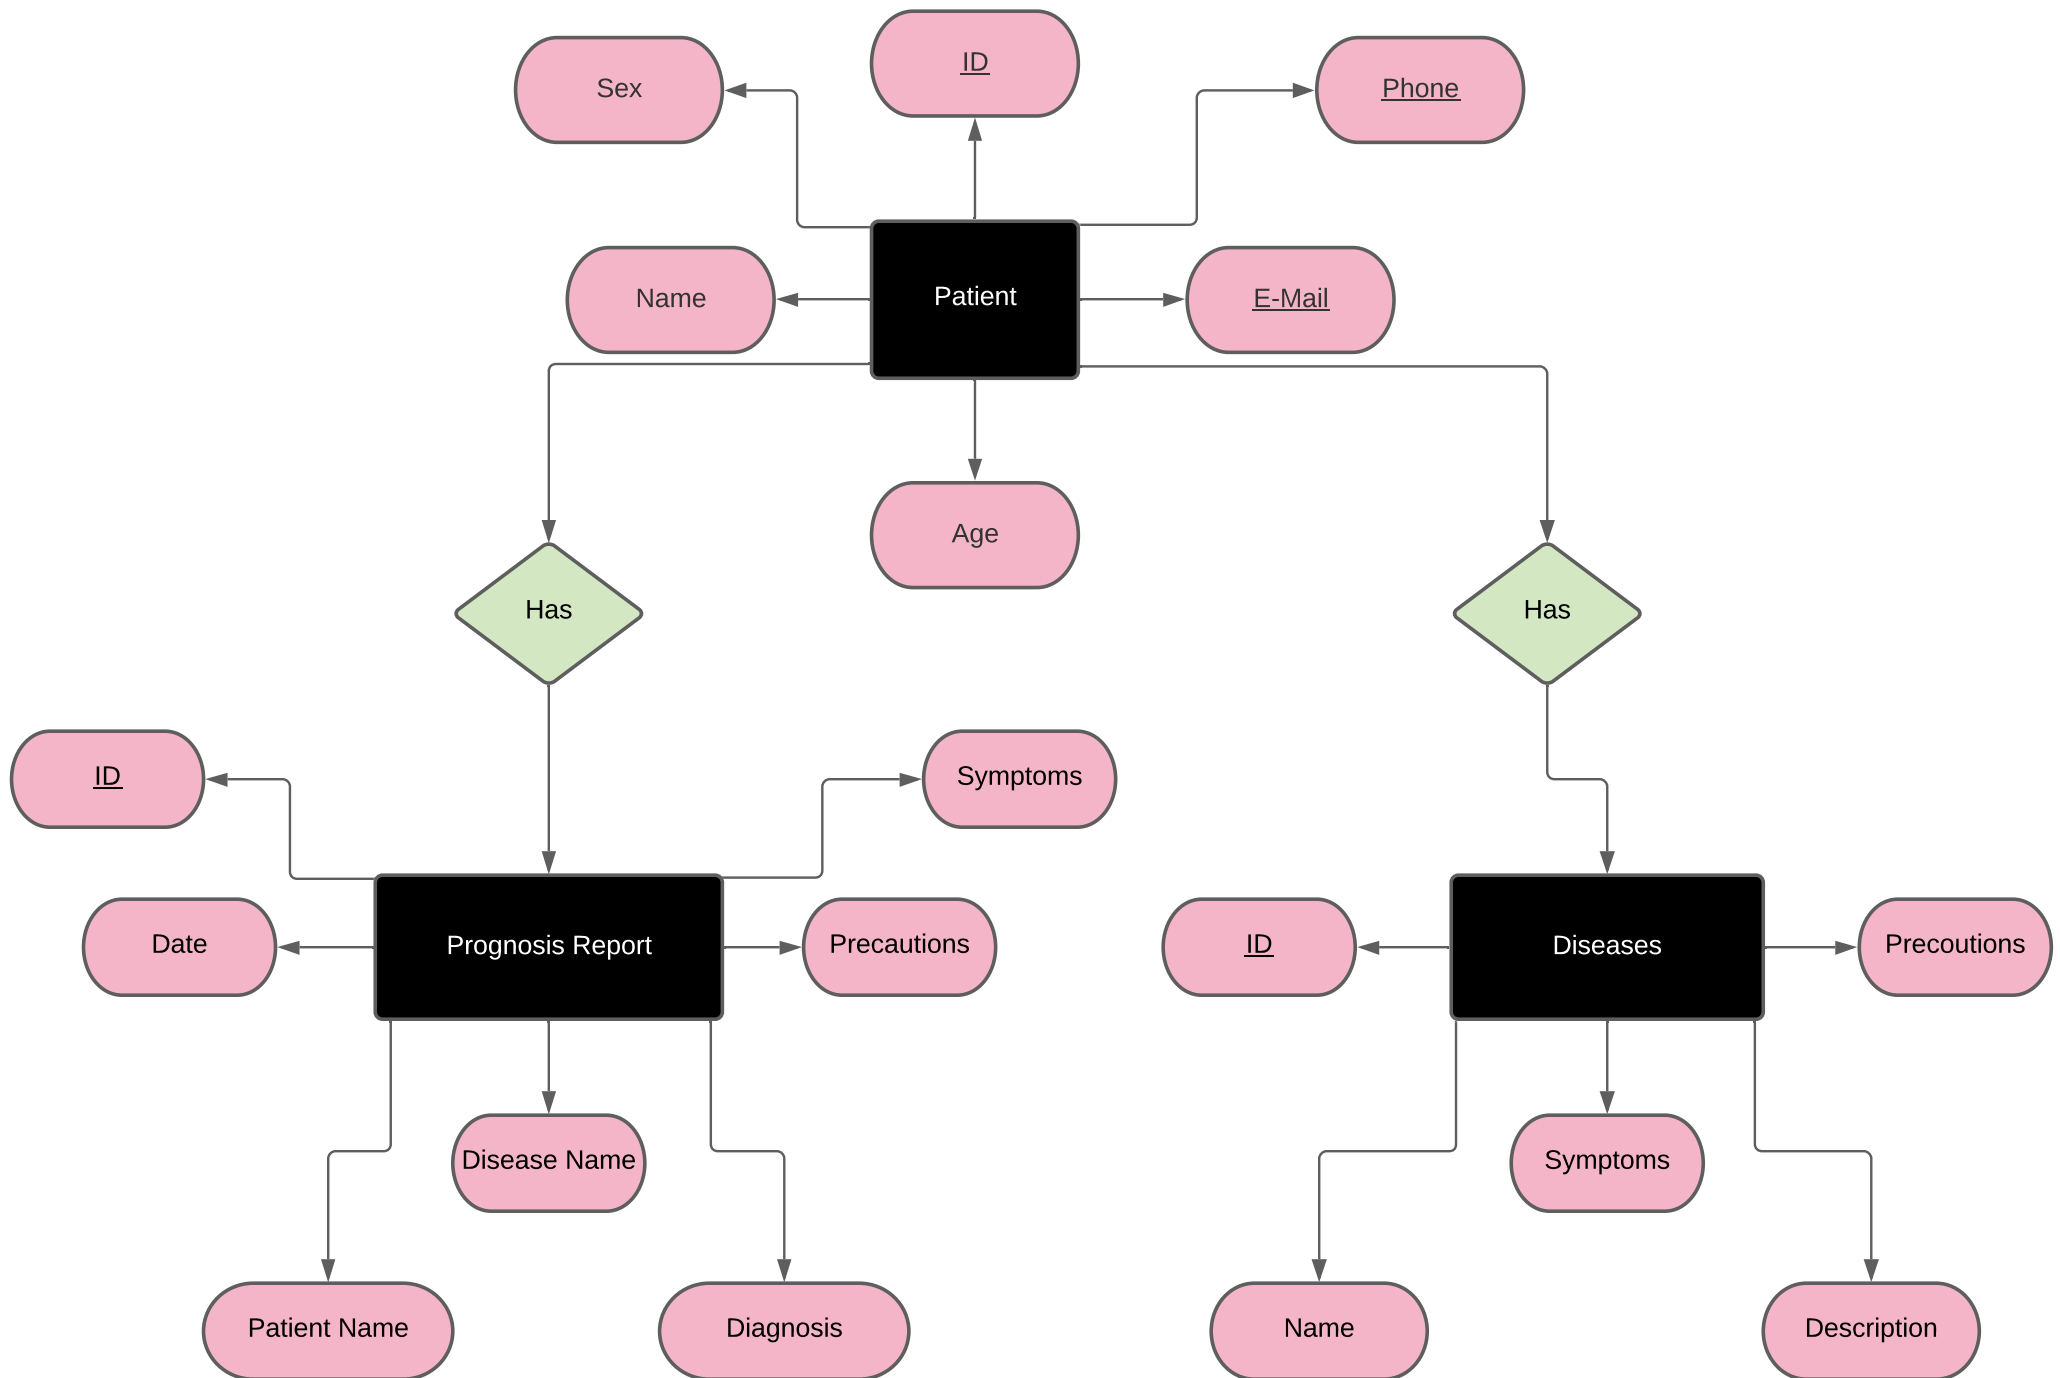 ID
Sex
Phone
Patient
Name
E-Mail
Age
Has
Has
ID
Symptoms
Date
Prognosis Report
Precautions
ID
Diseases
Precoutions
Disease Name
Symptoms
Patient Name
Diagnosis
Name
Description